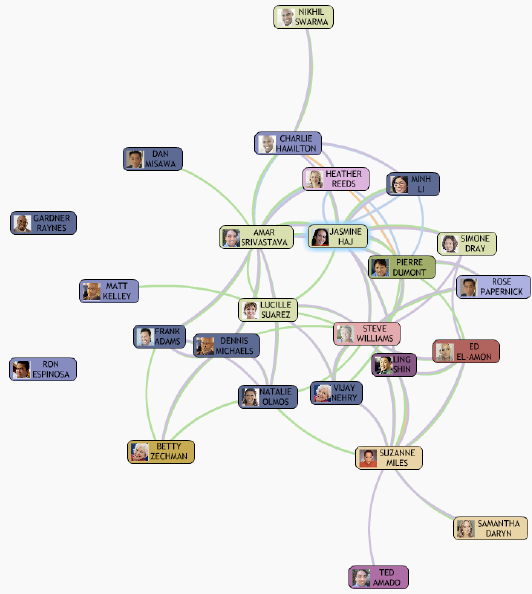 NIKHIL
SWARMA
CHARLIE
HAMILTON
DAN
MISAWA
HEATHER
REEDS
MINH
LI
GARDNER
RAYNES
AMAR
SRIVASTAVA
JASMINE
HAJ
SIMONE
DRAY
PIERRE
DUMONT
ROSE
PAPERNICK
MATT
KELLEY
LUCILLE
SUAREZ
FRANK
ADAMS
DENNIS
MICHAELS
STEVE
WILLIAMS
ED
EL-AMON
LING
SHIN
RON
ESPINOSA
NATALIE
OLMOS
VIJAY
NEHRY
BETTY
ZECHMAN
SUZANNE
MILES
SAMANTHA
DARYN
TED
AMADO